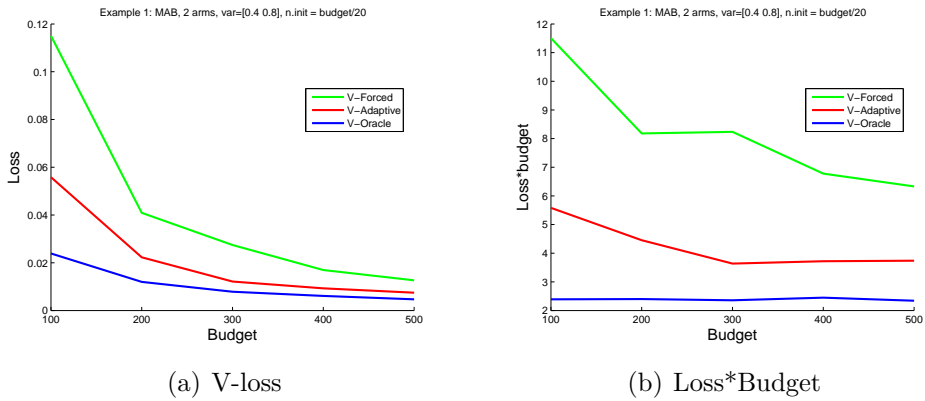 Example 1: MAB, 2 arms, var=[0.4 0.8], n.init = budget/20
0.12
0.1
0.08
0.06
0.04
0.02
0
Loss
100
200
300
400
500
Budget
V−Forced
V−Adaptive
V−Oracle
(a) V-loss
Example 1: MAB, 2 arms, var=[0.4 0.8], n.init = budget/20
12
11
10
9
8
7
6
5
4
3
2
Loss*budget
100
200
300
400
500
Budget
V−Forced
V−Adaptive
V−Oracle
(b) Loss*Budget